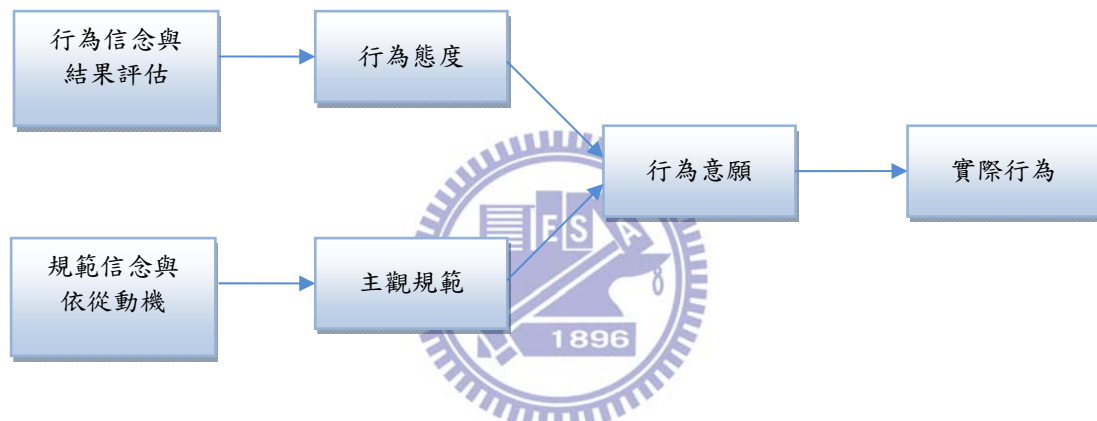 行為信念與
結果評估
行為態度
行為意願
實際行為
規範信念與
依從動機
主觀規範
E S A
1896